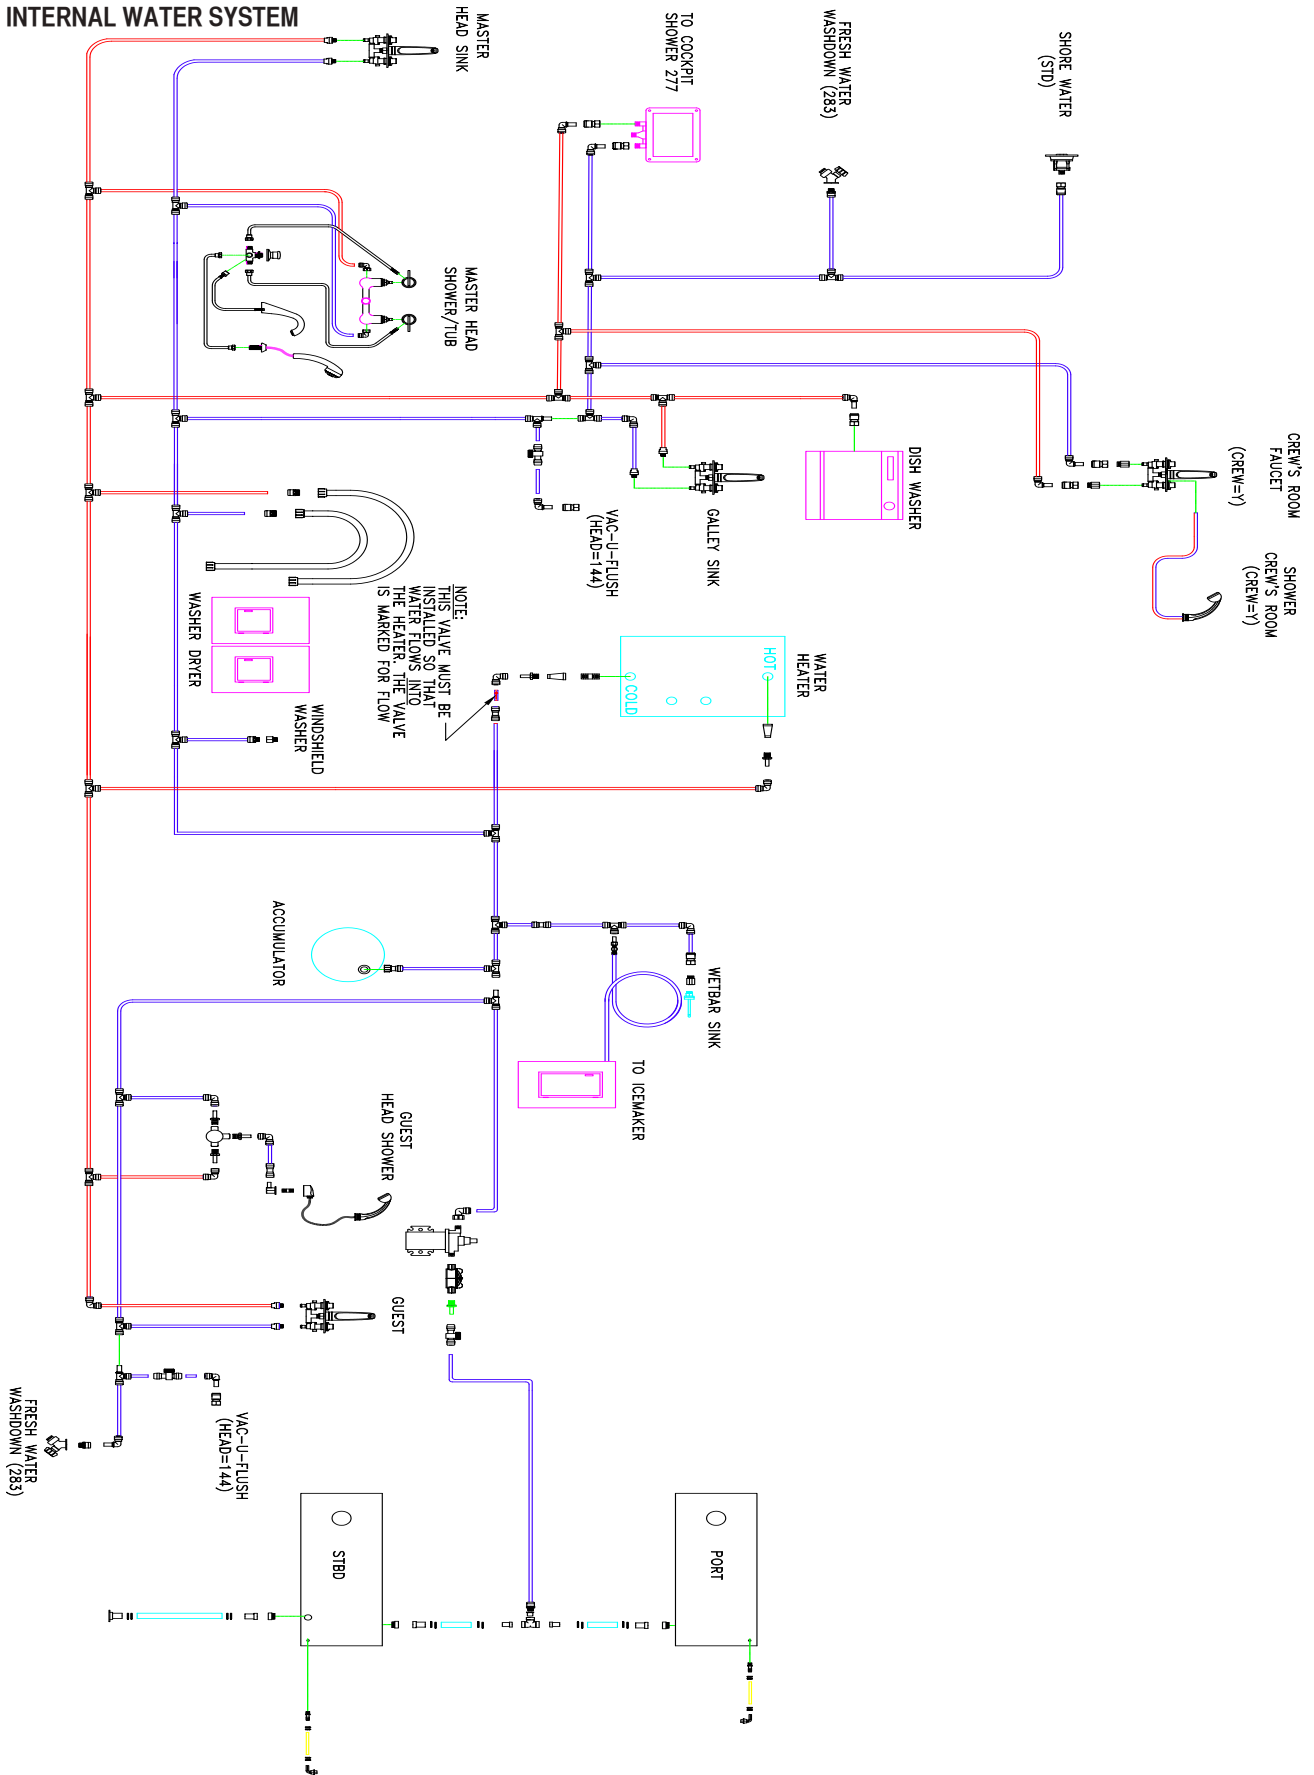 INTERNAL WATER SYSTEM
MASTER
HEAD SINK
TO COCKPIT
SHOWER 277
FRESH WATER
WASHDOWN (283)
SHORE WATER
(STD)
MASTER HEAD
SHOWER/TUB
CREW'S ROOM
FAUCET
(CREW=Y)
SHOWER
CREW'S ROOM
(CREW=Y)
DISH WASHER
GALLEY SINK
VAC-U-FLUSH
(HEAD=144)
NOTE:
THIS VALVE MUST BE
INSTALLED SO THAT
WATER FLOWS INTO
THE HEATER. THE VALVE
IS MARKED FOR FLOW
WASHER DRYER
WATER
HEATER
HOT
COLD
WINDSHIELD
WASHER
ACCUMULATOR
WETBAR SINK
TO ICEMAKER
GUEST
HEAD SHOWER
GUEST
VAC-U-FLUSH
(HEAD=144)
FRESH WATER
WASHDOWN (283)
STBD
PORT